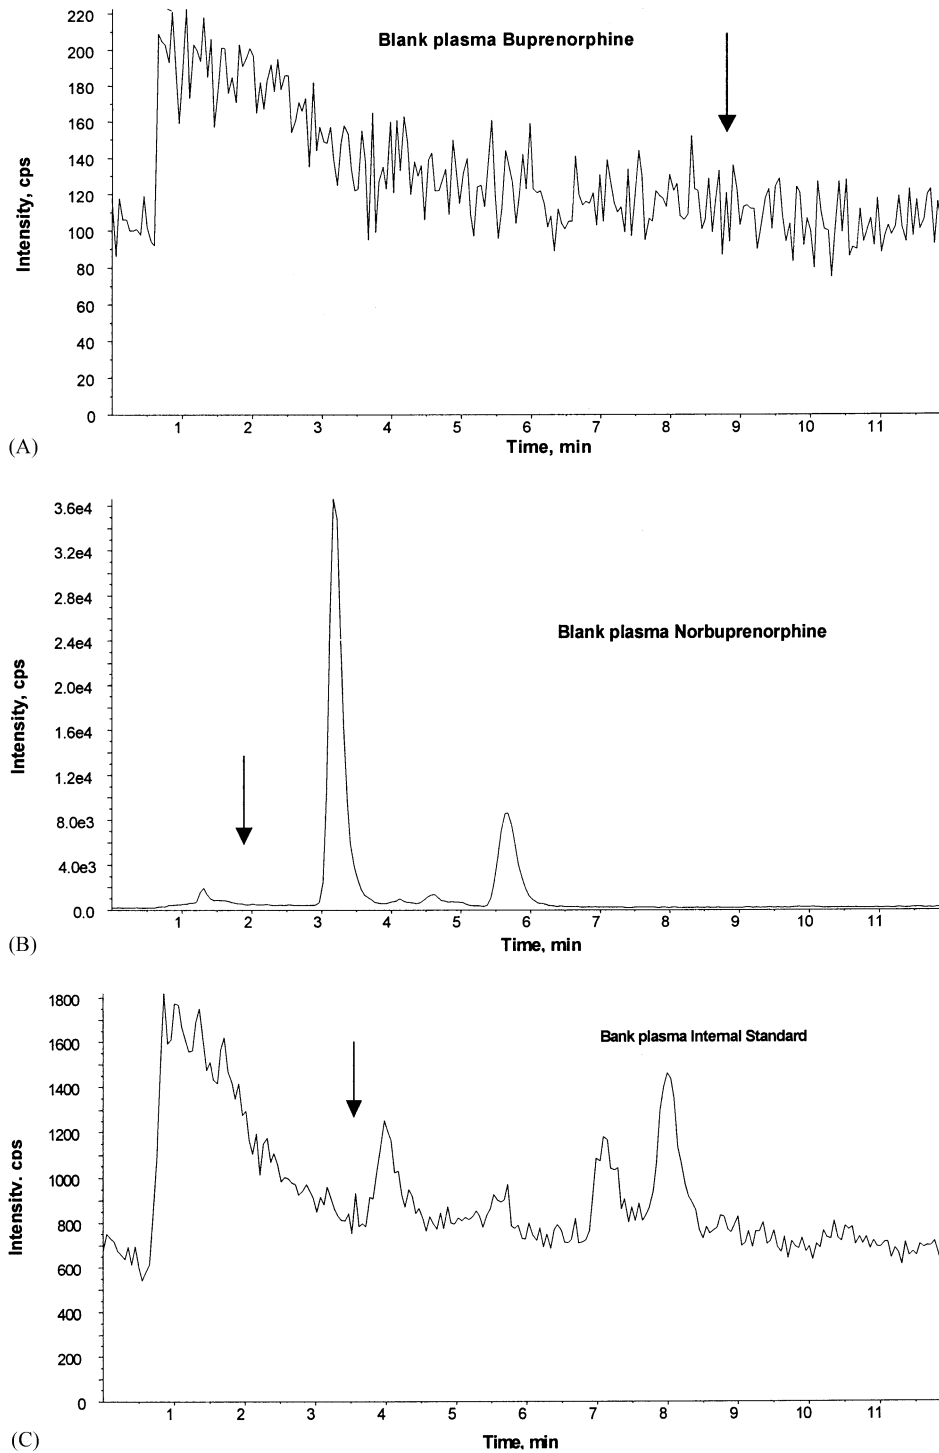 220
Blank plasma Buprenorphine
200
180
160
140
120
100
80
60
40
20
0
Intensity, cps
1 2 3 4 5 6 7 8 9 10 11
Time, min
(A)
3.6e4
3.2e4
2.8e4
Blank plasma Norbuprenorphine
2.4e4
2.0e4
1.6e4
1.2e4
8.0e3
4.0e3
0.0
Intensity, cps
1 2 3 4 5 6 7 8 9 10 11
Time, min
(B)
1800
Bank plasma Internal Standard
1600
1400
1200
1000
800
600
400
200
0
Intensity, cps
1 2 3 4 5 6 7 8 9 10 11
Time, min
(C)